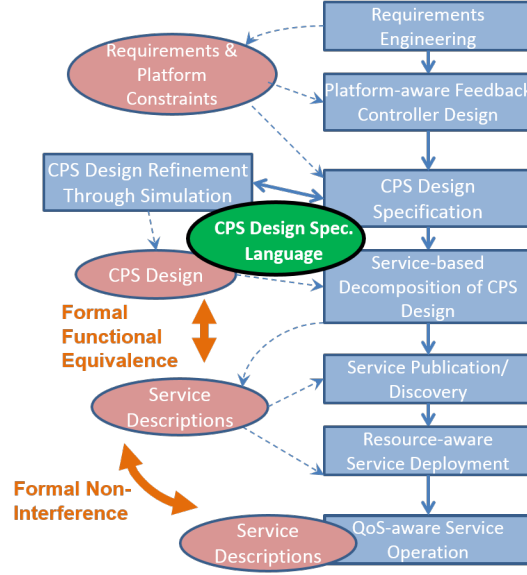 Requirements
Engineering
Requirements &
Platform
Constraints
Platform-aware Feedback
Controller Design
CPS Design Refinement
Through Simulation
CPS Design
Specification
CPS Design Spec.
Language
CPS Design
Service-based
Decomposition of CPS
Design
Formal
Functional
Equivalence
Service Publication/
Discovery
Service
Descriptions
Resource-aware
Service Deployment
Formal Non-
Interference
Service
Descriptions
QoS-aware Service
Operation